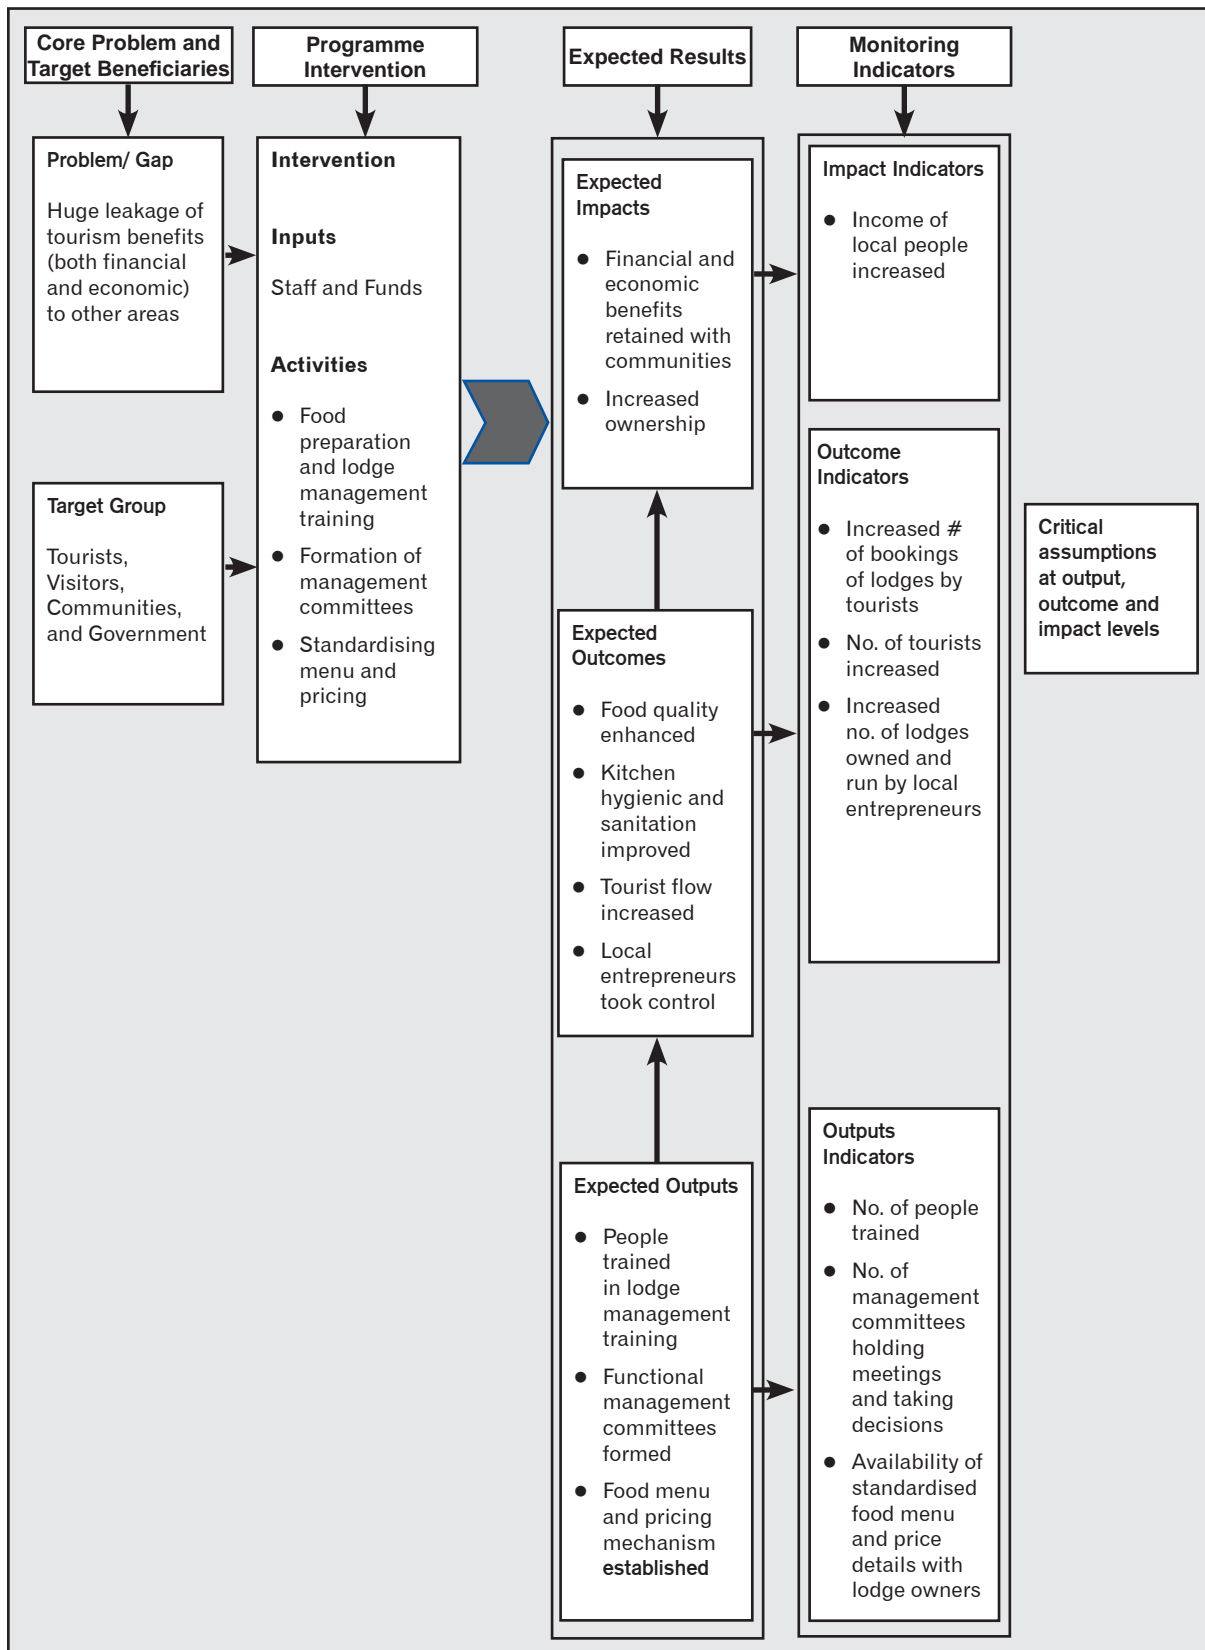 Core Problem and
Target Beneficiaries
Programme
Intervention
Expected Results
Monitoring
Indicators
Problem/ Gap
Huge leakage of
tourism benefits
(both financial
and economic)
to other areas
Target Group
Tourists,
Visitors,
Communities,
and Government
Intervention
Inputs
Staff and Funds
Activities
● Food
preparation
and lodge
management
training
● Formation of
management
committees
● Standardising
menu and
pricing
Expected
Impacts
● Financial and
economic
benefits
retained with
communities
● Increased
ownership
Expected
Outcomes
● Food quality
enhanced
● Kitchen
hygienic and
sanitation
improved
● Tourist flow
increased
● Local
entrepreneurs
took control
Expected Outputs
● People
trained
in lodge
management
training
● Functional
management
committees
formed
● Food menu
and pricing
mechanism
established
Impact Indicators
● Income of
local people
increased
Outcome
Indicators
● Increased #
of bookings
of lodges by
tourists
● No. of tourists
increased
● Increased
no. of lodges
owned and
run by local
entrepreneurs
Outputs
Indicators
● No. of people
trained
● No. of
management
committees
holding
meetings
and taking
decisions
● Availability of
standardised
food menu
and price
details with
lodge owners
Critical
assumptions
at output,
outcome and
impact levels